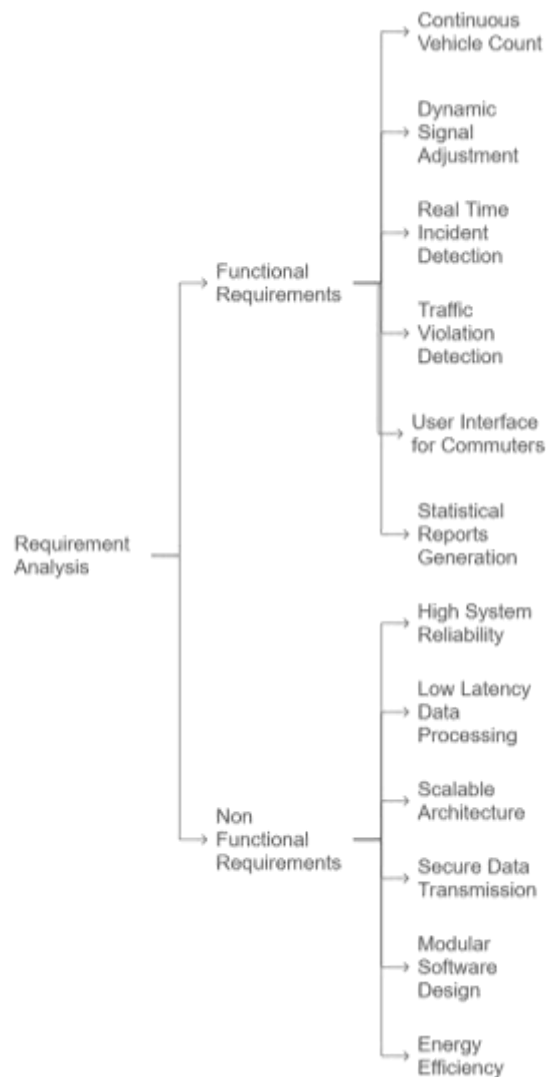 Continuous
Vehicle Count
Dynamic
Signal
Adjustment
Real Time
Incident
Detection
Functional
Requirements
Traffic
Violation
Detection
User Interface
for Commuters
Statistical
Reports
Generation
Requirement
Analysis
High System
Reliability
Low Latency
Data
Processing
Scalable
Architecture
Non
Functional
Requirements
Secure Data
Transmission
Modular
Software
Design
Energy
Efficiency